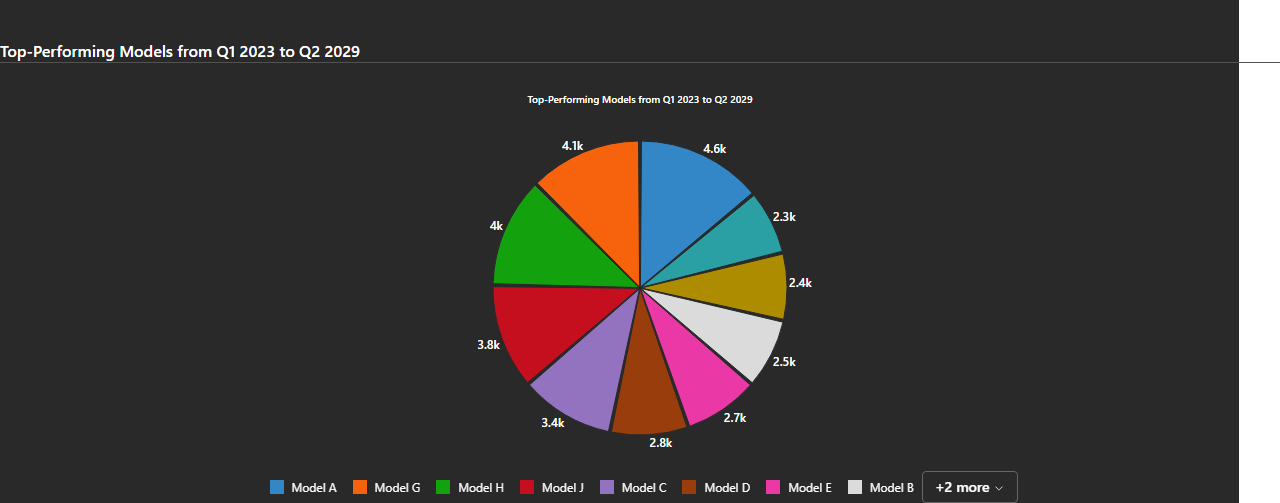 Top-Performing Models from Q1 2023 to Q2 2029
Top-Performing Models from Q1 2023 to Q2 2029
4.1k
4.6k
2.3k
4k
2.4k
3.8k
2.5k
3.4k
2.7k
2.8k
Model A Model G Model H Model J Model C Model D Model E Model B +2 more